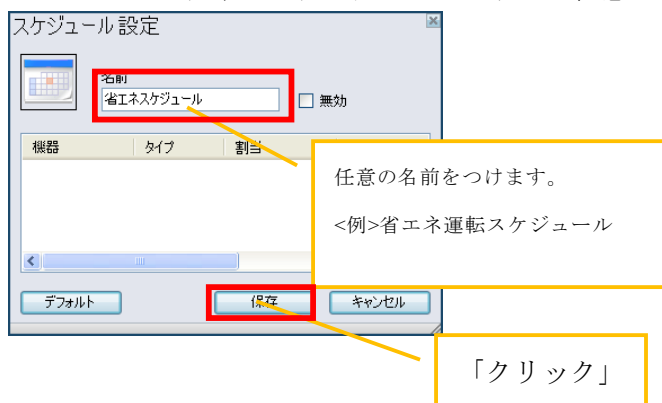 スケジュール設定
名前
省エネスケジュール
無効
機器 タイプ 割当
任意の名前をつけます。
<例>省エネ運転スケジュール
デフォルト 保存 キャンセル
「クリック」